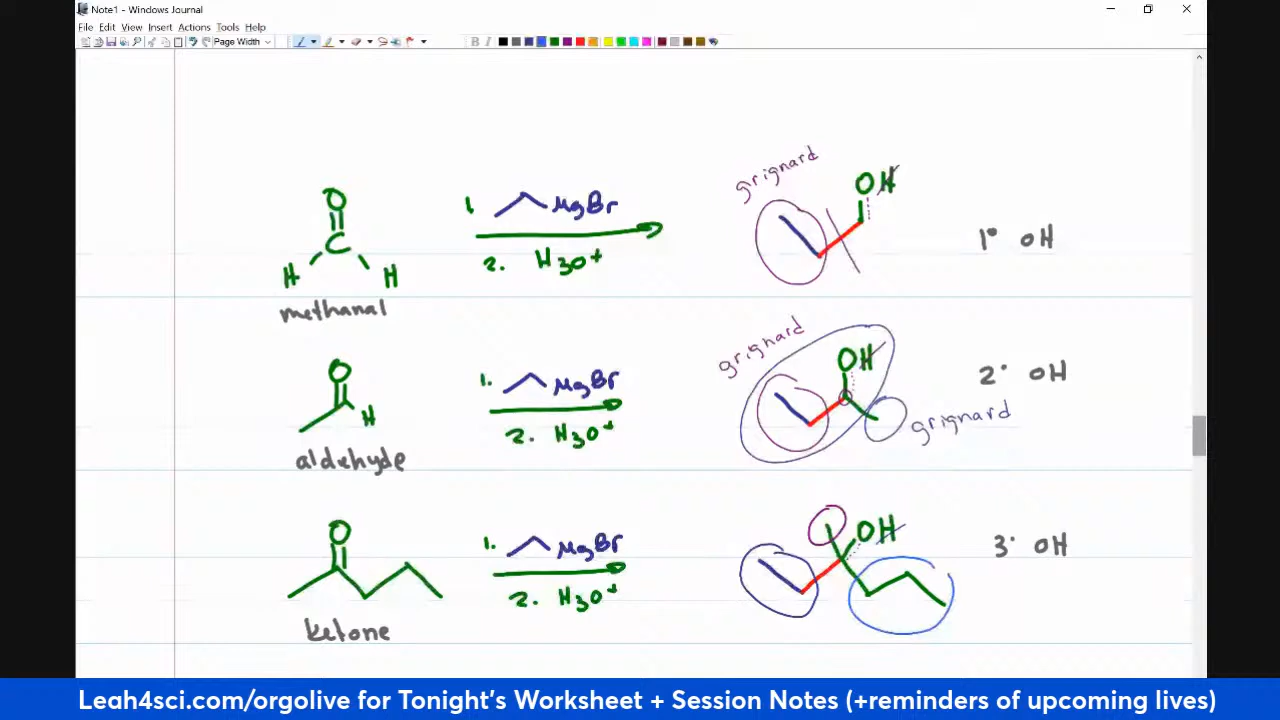 Note1 - Windows Journal
File Edit View Insert Actions Tools Help
Page Width
B I
grignard
O
C
H H
methanal
1. MgBr
2. H3O+
OH
1° OH
grignard
O
H
aldehyde
1. MgBr
2. H3O+
OH
grignard
2° OH
O
ketone
1. MgBr
2. H3O+
OH
3° OH
Leah4sci.com/orgolive for Tonight's Worksheet + Session Notes (+reminders of upcoming lives)